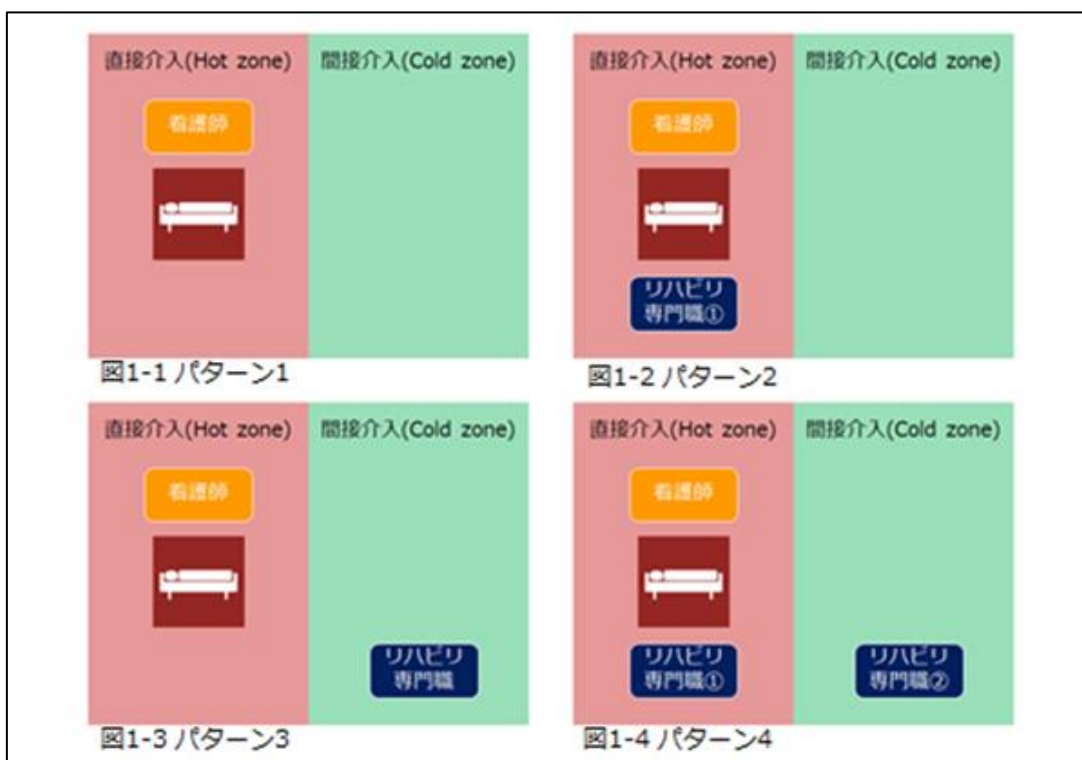 直接介入(Hot zone) 間接介入(Cold zone)
看護師
図1-1 パターン1
直接介入(Hot zone) 間接介入(Cold zone)
看護師
リハビリ
専門職①
図1-2 パターン2
直接介入(Hot zone) 間接介入(Cold zone)
看護師
リハビリ
専門職
図1-3 パターン3
直接介入(Hot zone) 間接介入(Cold zone)
看護師
リハビリ
専門職①
リハビリ
専門職②
図1-4 パターン4